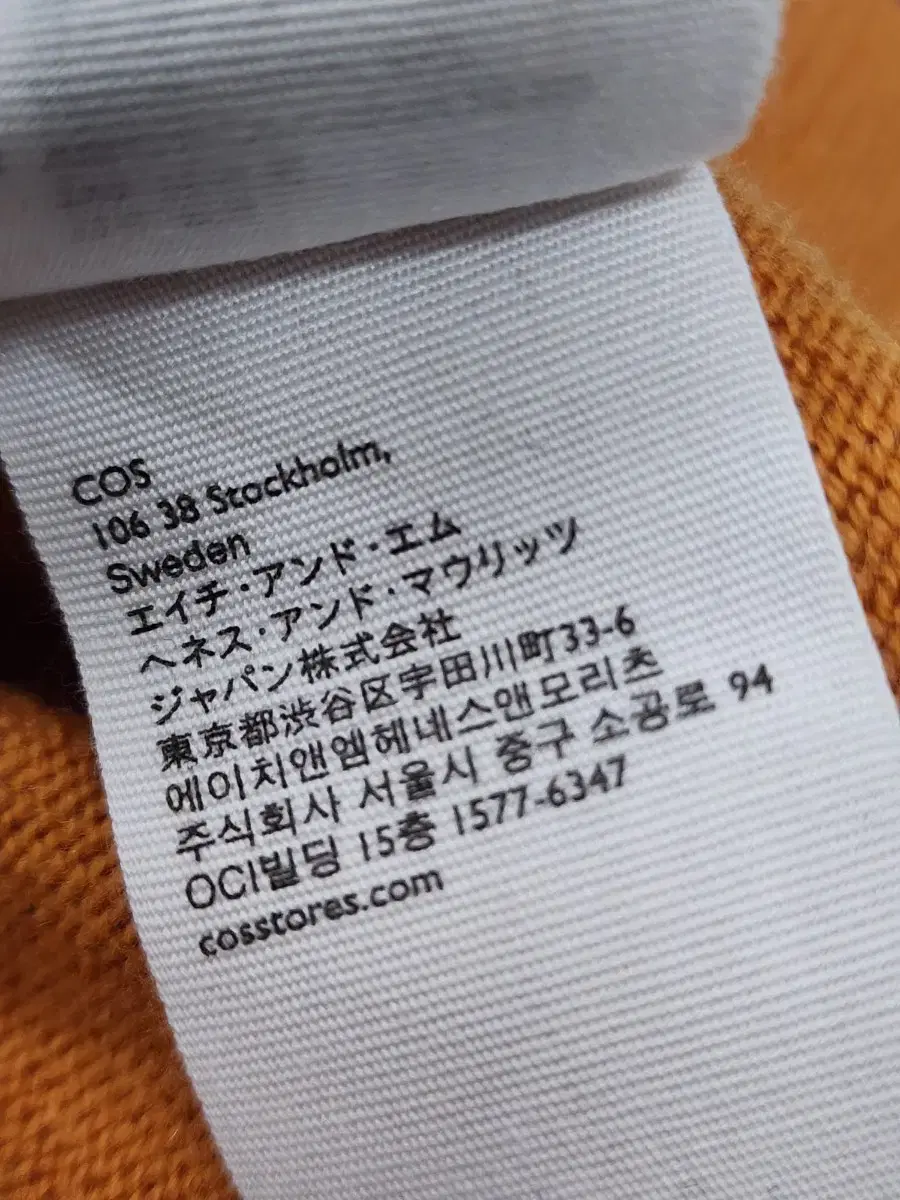 COS
106 38 Stockholm,
Sweden
エイチ・アンド・エム
ヘネス・アンド・マウリッツ
ジャパン株式会社
東京都渋谷区宇田川町33-6
에이치앤엠헤네스앤모리츠
주식회사 서울시 중구 소공로 94
OCI빌딩 15층 1577-6347
cosstores.com